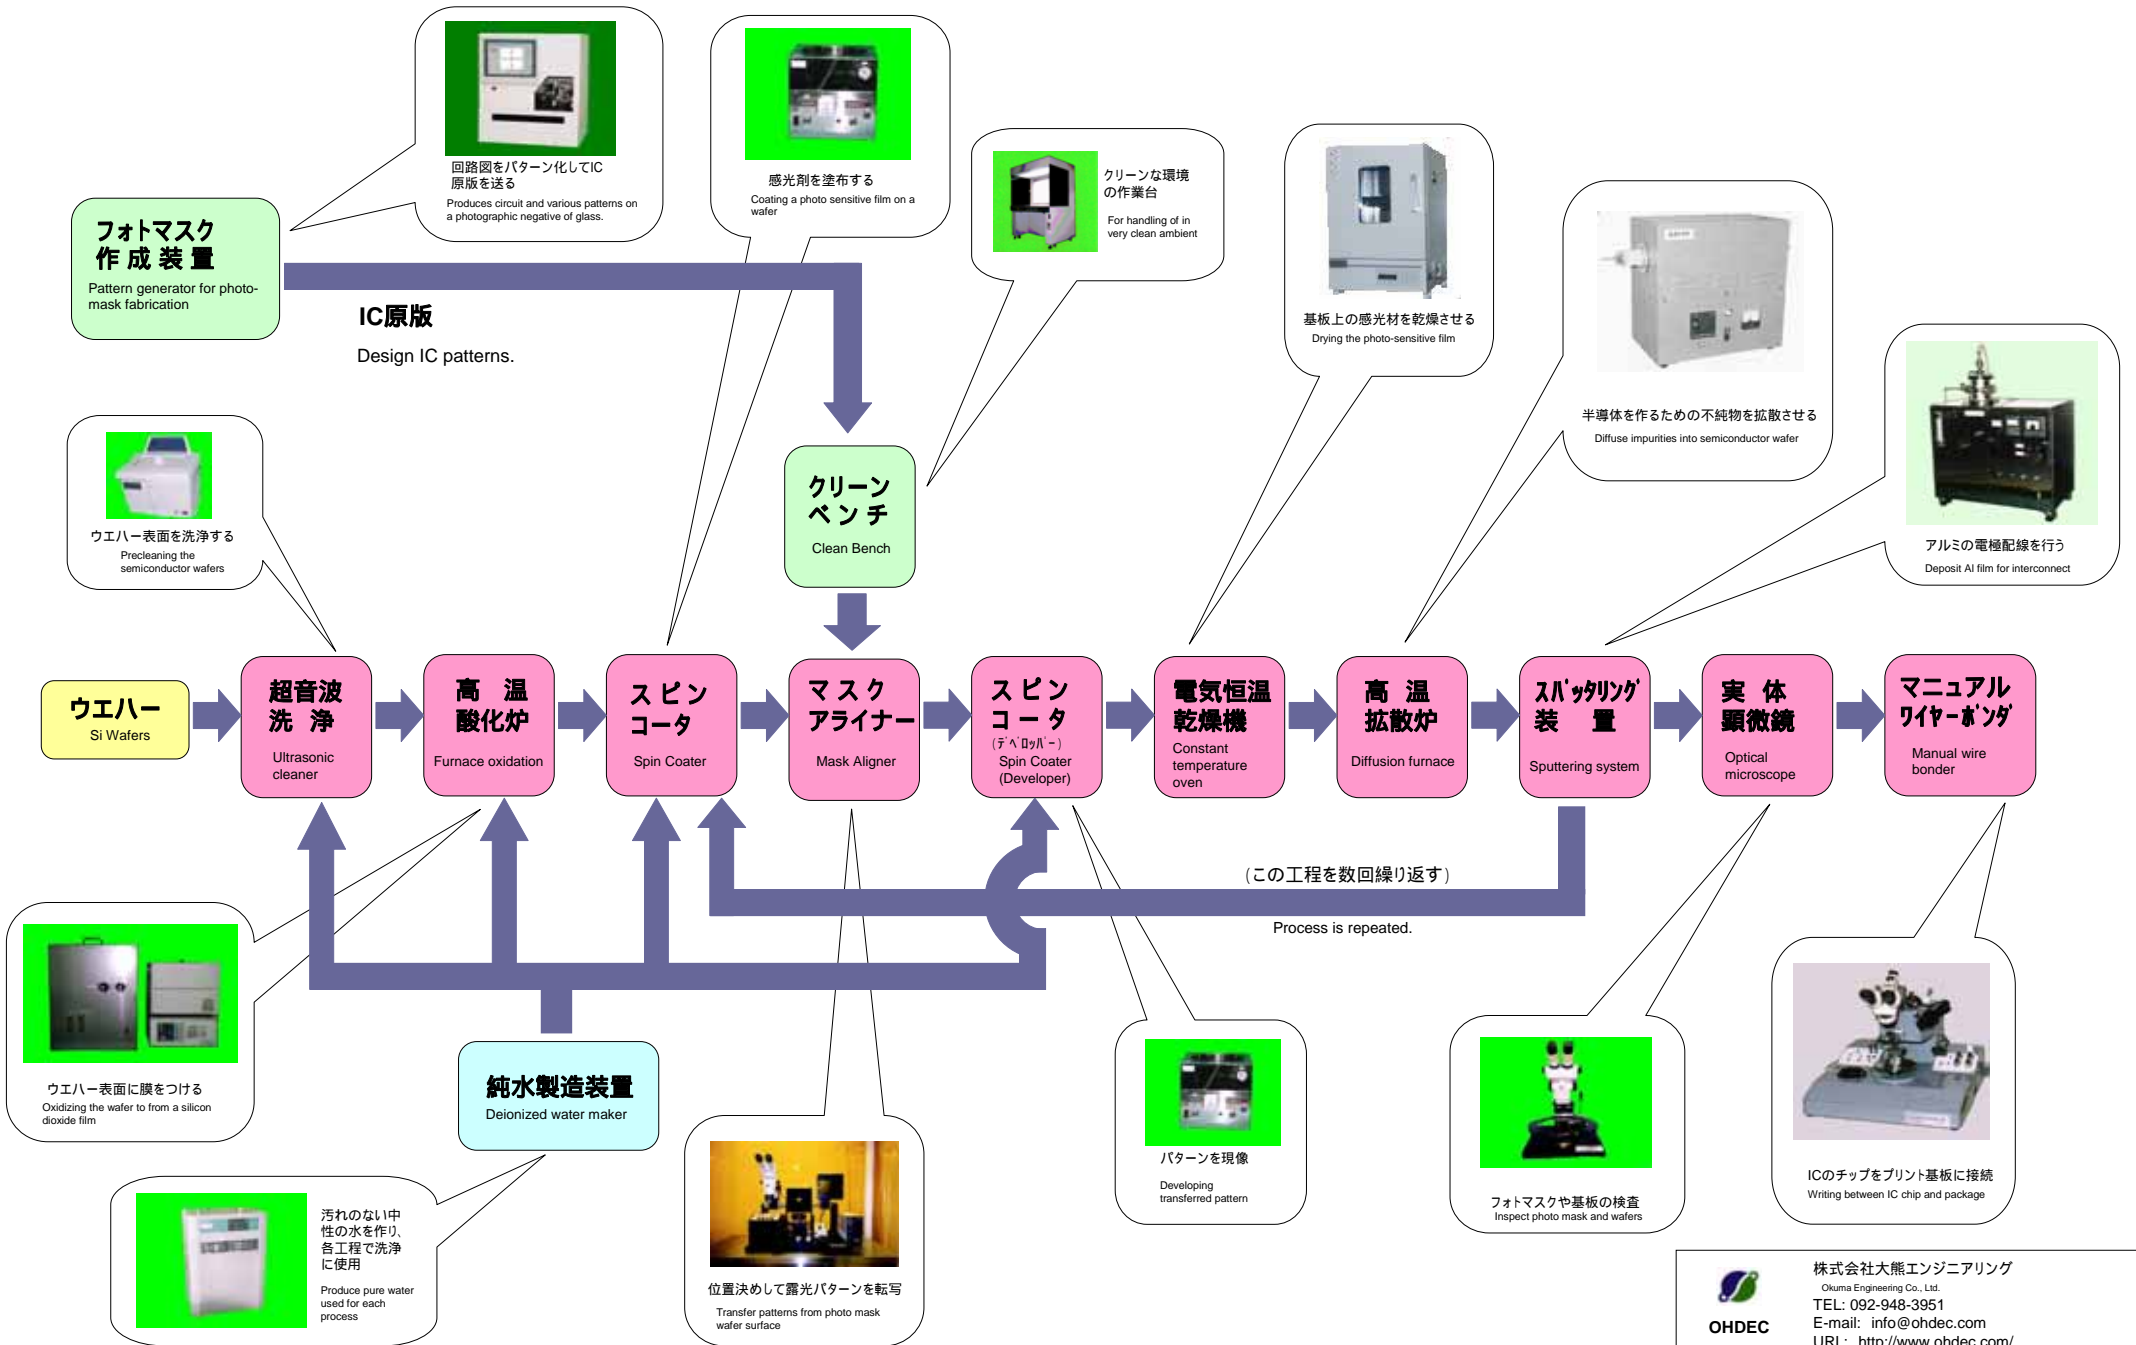 回路図をパターン化してIC
原版を送る
Produces circuit and various patterns on
a photographic negative of glass.
感光剤を塗布する
Coating a photo sensitive film on a
wafer
クリーンな環境
の作業台
For handling of in
very clean ambient
基板上の感光材を乾燥させる
Drying the photo-sensitive film
半導体を作るための不純物を拡散させる
Diffuse impurities into semiconductor wafer
アルミの電極配線を行う
Deposit Al film for interconnect
フォトマスク
作成装置
Pattern generator for photo-
mask fabrication
IC原版
Design IC patterns.
ウエハー表面を洗浄する
Precleaning the
semiconductor wafers
クリーン
ベンチ
Clean Bench
ウエハー
Si Wafers
超音波
洗 浄
Ultrasonic
cleaner
高 温
酸化炉
Furnace oxidation
スピン
コータ
Spin Coater
マスク
アライナー
Mask Aligner
スピン
コータ
(ﾃﾞﾍﾞﾛｯﾊﾟｰ)
Spin Coater
(Developer)
電気恒温
乾燥機
Constant
temperature
oven
高 温
拡散炉
Diffusion furnace
ｽﾊﾟｯﾀﾘﾝｸﾞ
装 置
Sputtering system
実 体
顕微鏡
Optical
microscope
マニュアル
ﾜｲﾔｰﾎﾞﾝﾀﾞ
Manual wire
bonder
(この工程を数回繰り返す)
Process is repeated.
ウエハー表面に膜をつける
Oxidizing the wafer to from a silicon
dioxide film
純水製造装置
Deionized water maker
汚れのない中
性の水を作り、
各工程で洗浄
に使用
Produce pure water
used for each
process
位置決めして露光パターンを転写
Transfer patterns from photo mask
wafer surface
パターンを現像
Developing
transferred pattern
フォトマスクや基板の検査
Inspect photo mask and wafers
ICのチップをプリント基板に接続
Writing between IC chip and package
OHDEC
株式会社大熊エンジニアリング
Okuma Engineering Co., Ltd.
TEL: 092-948-3951
E-mail: info@ohdec.com
URL: http://www.ohdec.com/